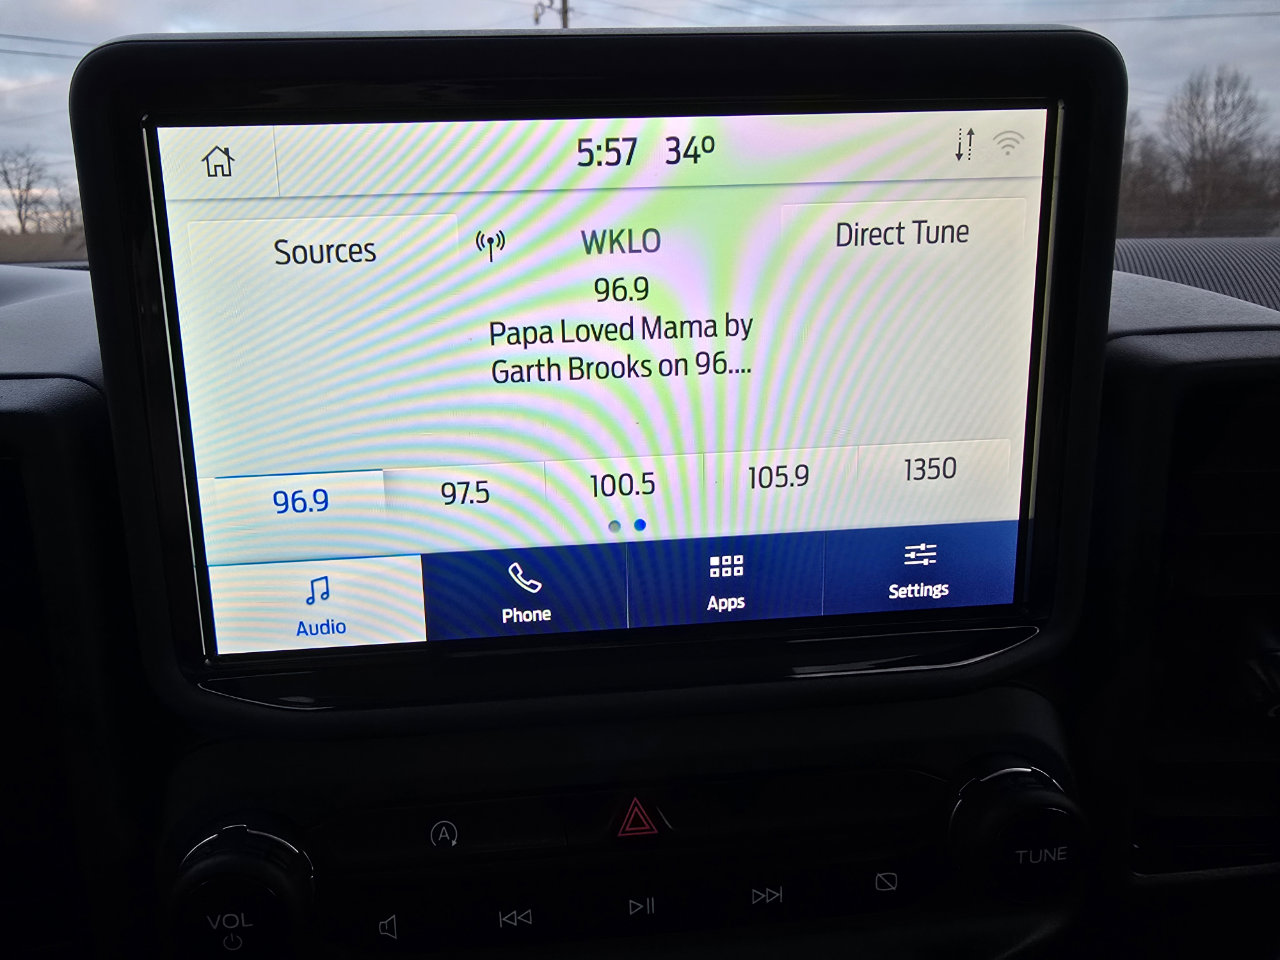 5:57 34º
Sources
WKLO
Direct Tune
96.9
Papa Loved Mama by
Garth Brooks on 96....
96.9 97.5 100.5 105.9 1350
Audio Phone Apps Settings
A
VOL
TUNE